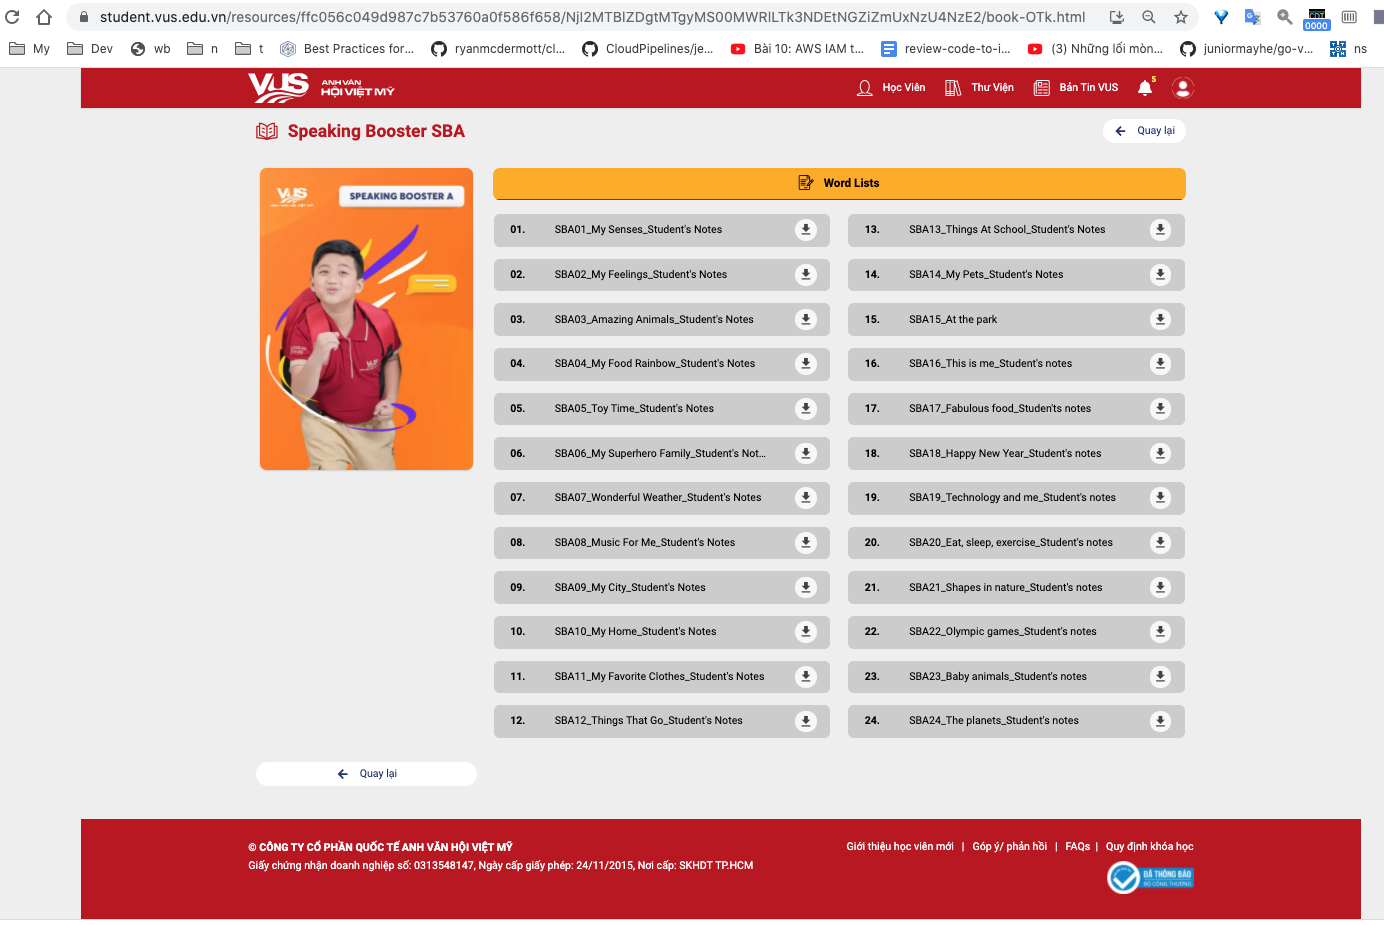 student.vus.edu.vn/resources/ffc056c049d987c7b53760a0f586f658/NjI2MTBlZDgtMTgyMS00MWRlLTk3NDEtNGZiZmUxNzU4NzE2/book-OTk.html
0000
My Dev wb n t Best Practices for... ryanmcdermott/cl... CloudPipelines/je... Bài 10: AWS IAM t... review-code-to-i... (3) Những lối mòn... juniormayhe/go-v... ns
VUS ANH VĂN HỘI VIỆT MỸ
Học Viên Thư Viện Bản Tin VUS 5
Speaking Booster SBA
Quay lại
VUS
SPEAKING BOOSTER A
VUS
Word Lists
01. SBA01_My Senses_Student's Notes
02. SBA02_My Feelings_Student's Notes
03. SBA03_Amazing Animals_Student's Notes
04. SBA04_My Food Rainbow_Student's Notes
05. SBA05_Toy Time_Student's Notes
06. SBA06_My Superhero Family_Student's Not...
07. SBA07_Wonderful Weather_Student's Notes
08. SBA08_Music For Me_Student's Notes
09. SBA09_My City_Student's Notes
10. SBA10_My Home_Student's Notes
11. SBA11_My Favorite Clothes_Student's Notes
12. SBA12_Things That Go_Student's Notes
13. SBA13_Things At School_Student's Notes
14. SBA14_My Pets_Student's Notes
15. SBA15_At the park
16. SBA16_This is me_Student's notes
17. SBA17_Fabulous food_Studen'ts notes
18. SBA18_Happy New Year_Student's notes
19. SBA19_Technology and me_Student's notes
20. SBA20_Eat, sleep, exercise_Student's notes
21. SBA21_Shapes in nature_Student's notes
22. SBA22_Olympic games_Student's notes
23. SBA23_Baby animals_Student's notes
24. SBA24_The planets_Student's notes
Quay lại
© CÔNG TY CỔ PHẦN QUỐC TẾ ANH VĂN HỘI VIỆT MỸ
Giấy chứng nhận doanh nghiệp số: 0313548147, Ngày cấp giấy phép: 24/11/2015, Nơi cấp: SKHDT TP.HCM
Giới thiệu học viên mới | Góp ý/ phản hồi | FAQs | Quy định khóa học
ĐÃ THÔNG BÁO
BỘ CÔNG THƯƠNG